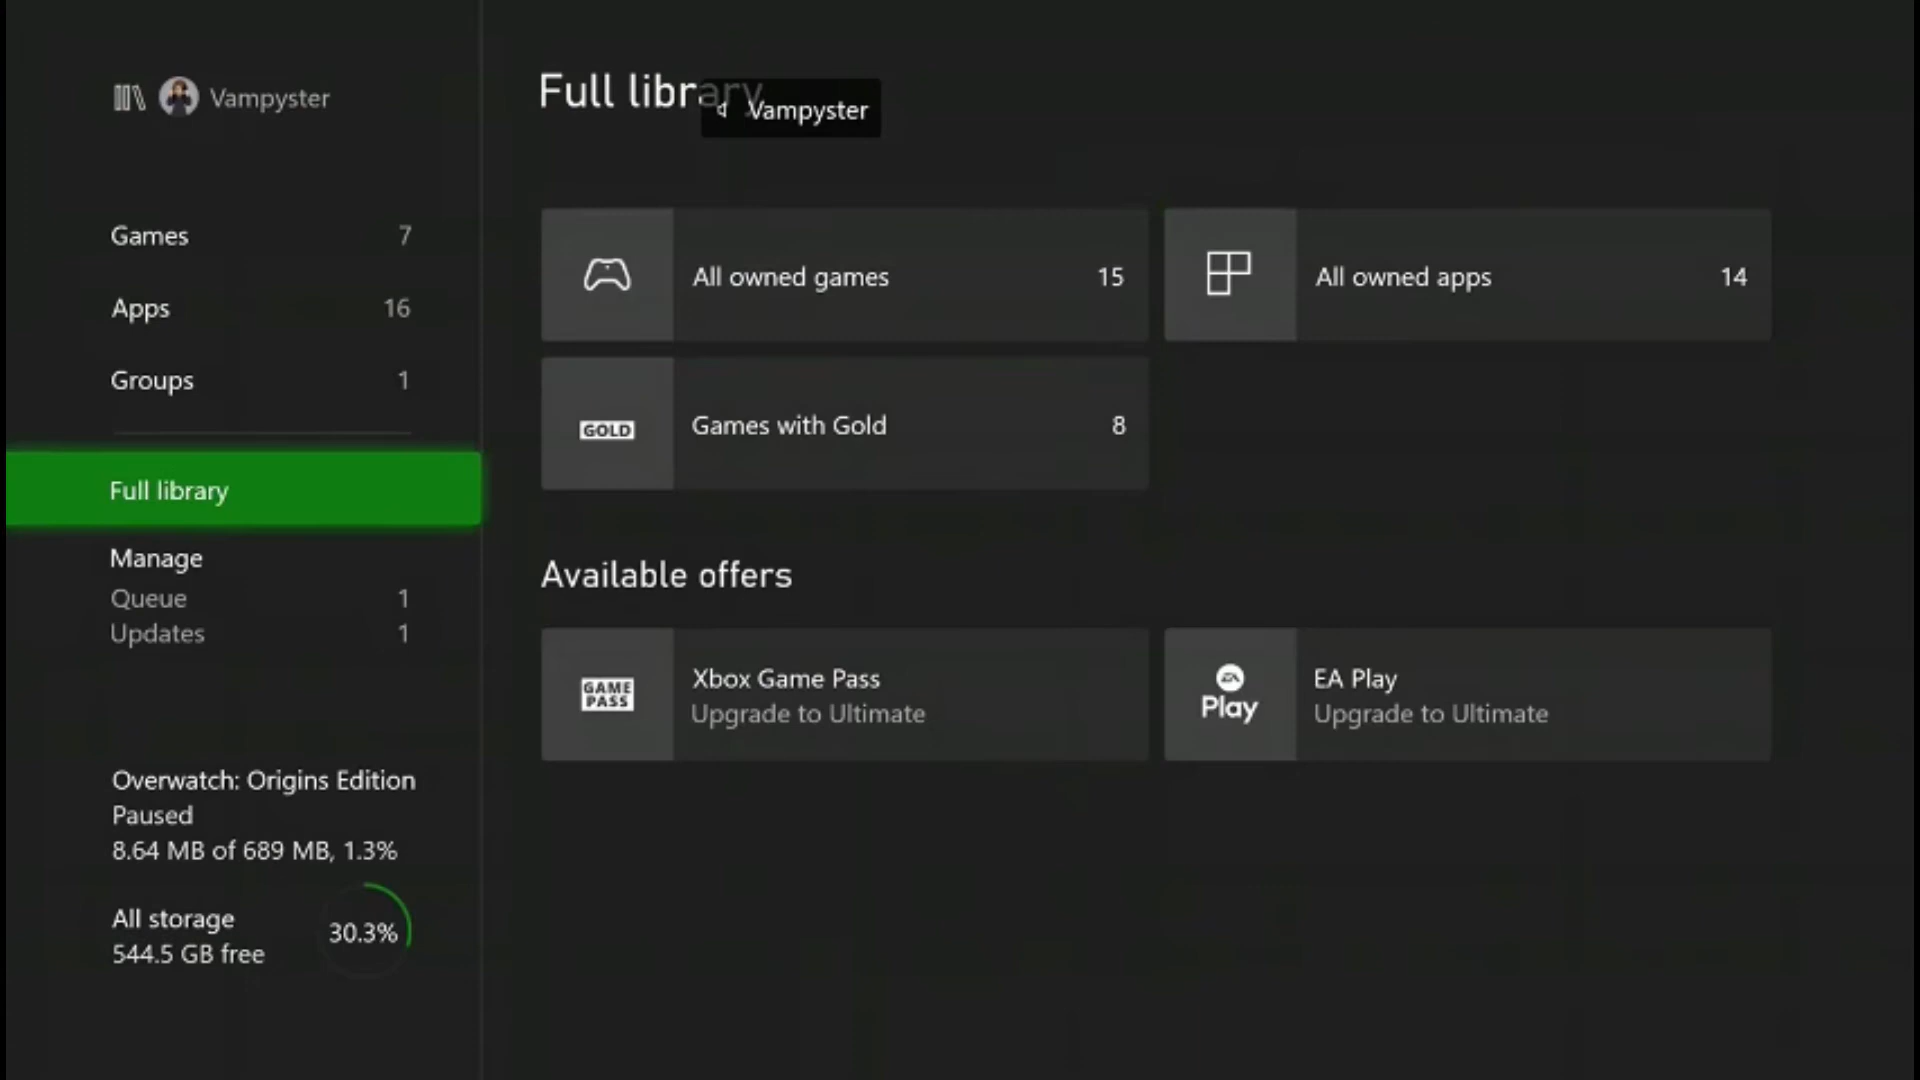 Vampyster
Games 7
Apps 16
Groups 1
Full library
Manage
Queue 1
Updates 1
Overwatch: Origins Edition
Paused
8.64 MB of 689 MB, 1.3%
All storage
544.5 GB free
30.3%
Full library
Vampyster
All owned games 15
All owned apps 14
GOLD
Games with Gold 8
Available offers
GAME
PASS
Xbox Game Pass
Upgrade to Ultimate
EA
Play
EA Play
Upgrade to Ultimate